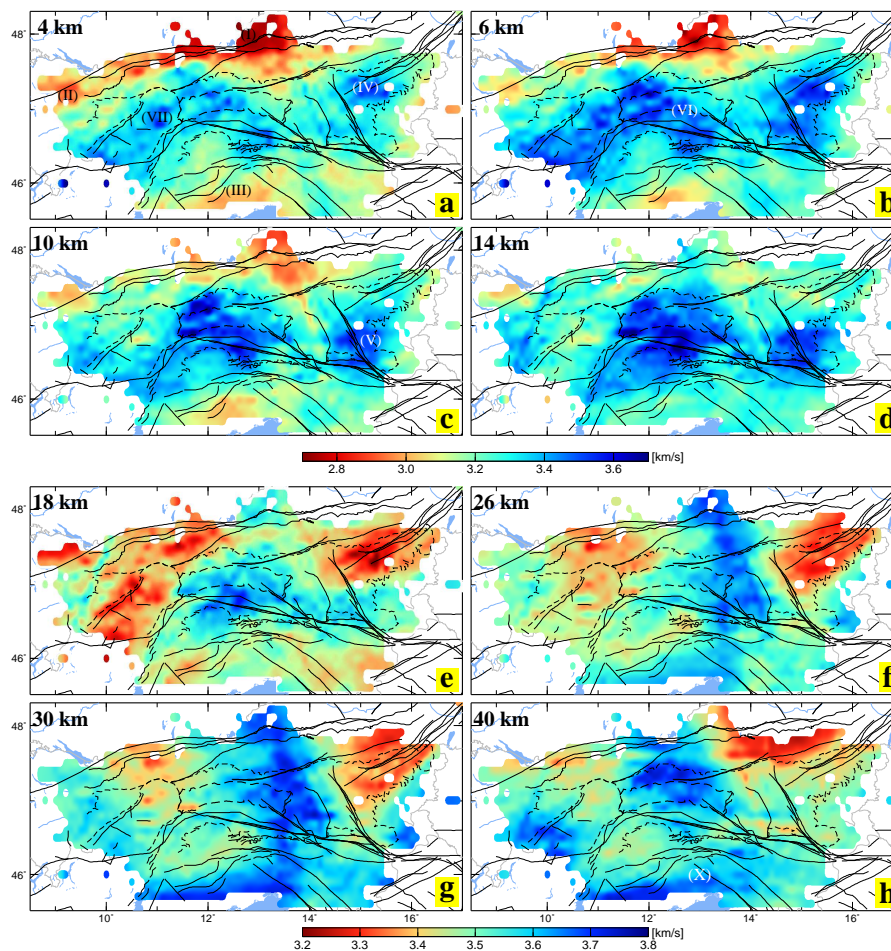 4 km
6 km
48˚
(I)
(II)
(IV)
(VII)
(VI)
46˚
(III)
a
b
10 km
14 km
48˚
(V)
46˚
c
d
2.8 3.0 3.2 3.4 3.6 [km/s]
18 km
26 km
48˚
46˚
e
f
30 km
40 km
48˚
46˚
(X)
g
h
10˚ 12˚ 14˚ 16˚ 10˚ 12˚ 14˚ 16˚
3.2 3.3 3.4 3.5 3.6 3.7 3.8 [km/s]